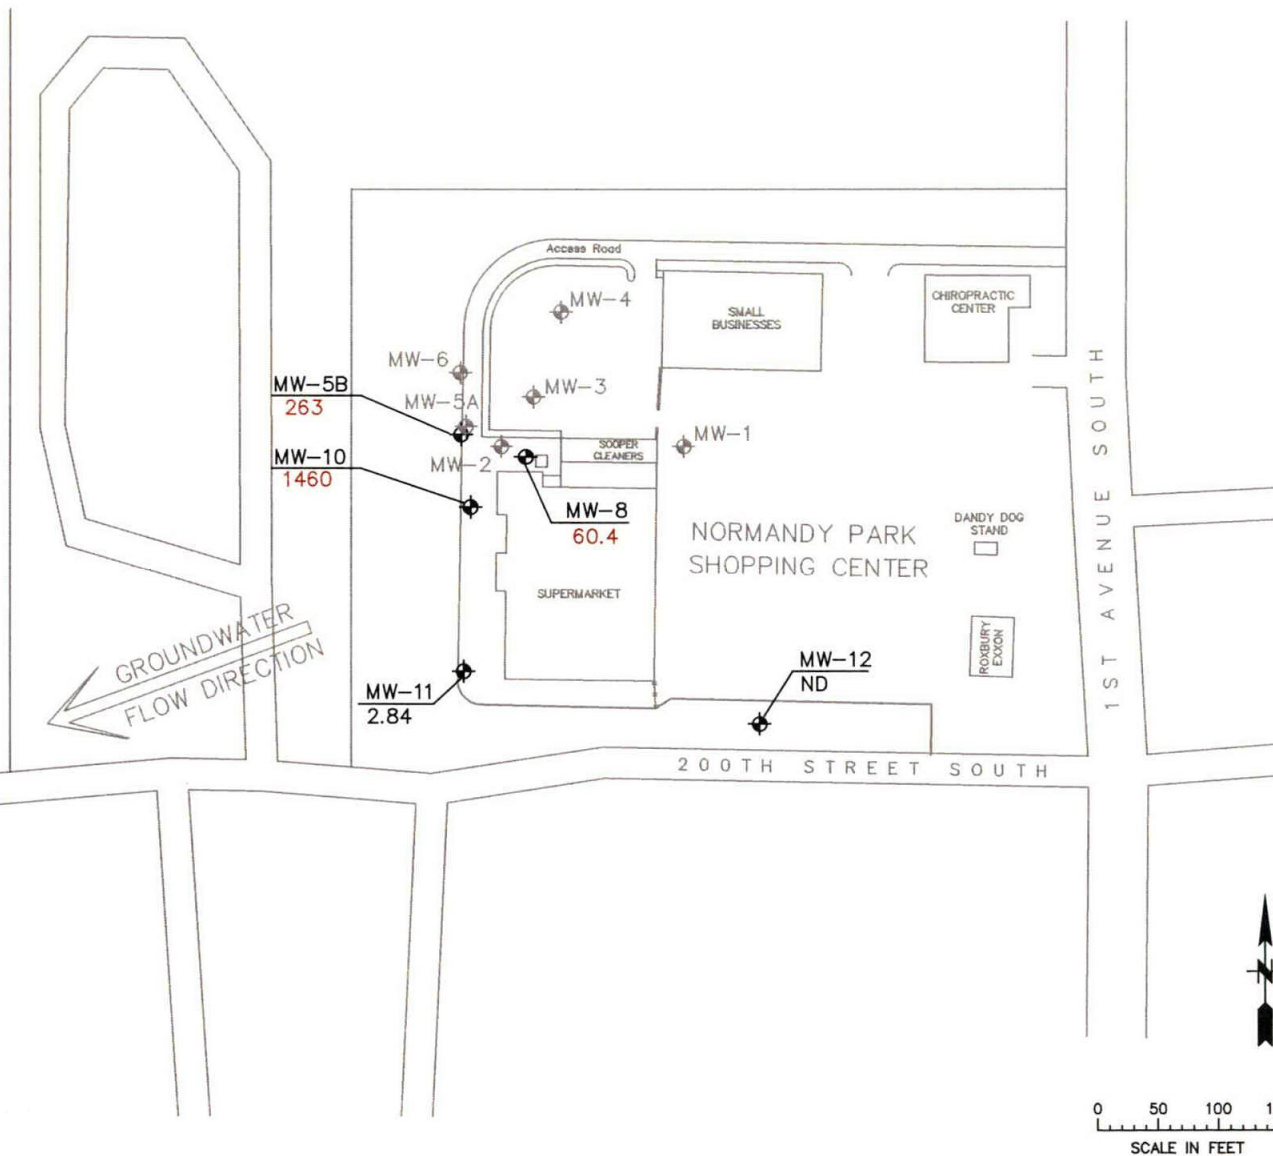 Access Road
MW-4
SMALL
BUSINESSES
CHIROPRACTIC
CENTER
MW-6
MW-5B
263
MW-5A
MW-3
1ST AVENUE SOUTH
MW-10
1460
MW-2
SOOPER
CLEANERS
MW-1
MW-8
60.4
NORMANDY PARK
SHOPPING CENTER
DANDY DOG
STAND
SUPERMARKET
GROUNDWATER
FLOW DIRECTION
ROXBURY
EXXON
MW-11
2.84
MW-12
ND
200TH STREET SOUTH
N
0 50 100
SCALE IN FEET